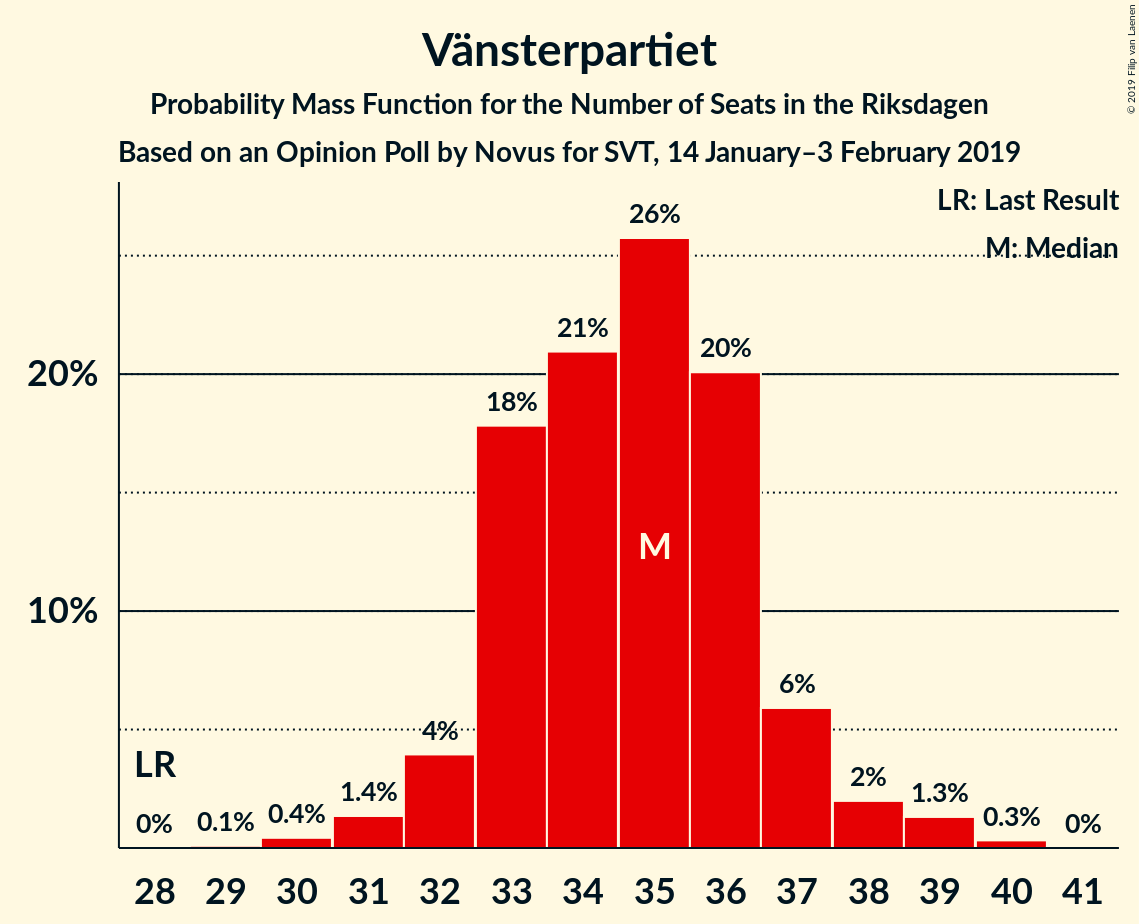 Vänsterpartiet
Probability Mass Function for the Number of Seats in the Riksdagen
Based on an Opinion Poll by Novus for SVT, 14 January–3 February 2019
© 2019 Filip van Laenen
LR: Last Result
M: Median
26%
21%
20%
20%
18%
M
10%
6%
4%
LR
2%
1.4%
1.3%
0.4%
0.3%
0.1%
0%
0%
28 29 30 31 32 33 34 35 36 37 38 39 40 41